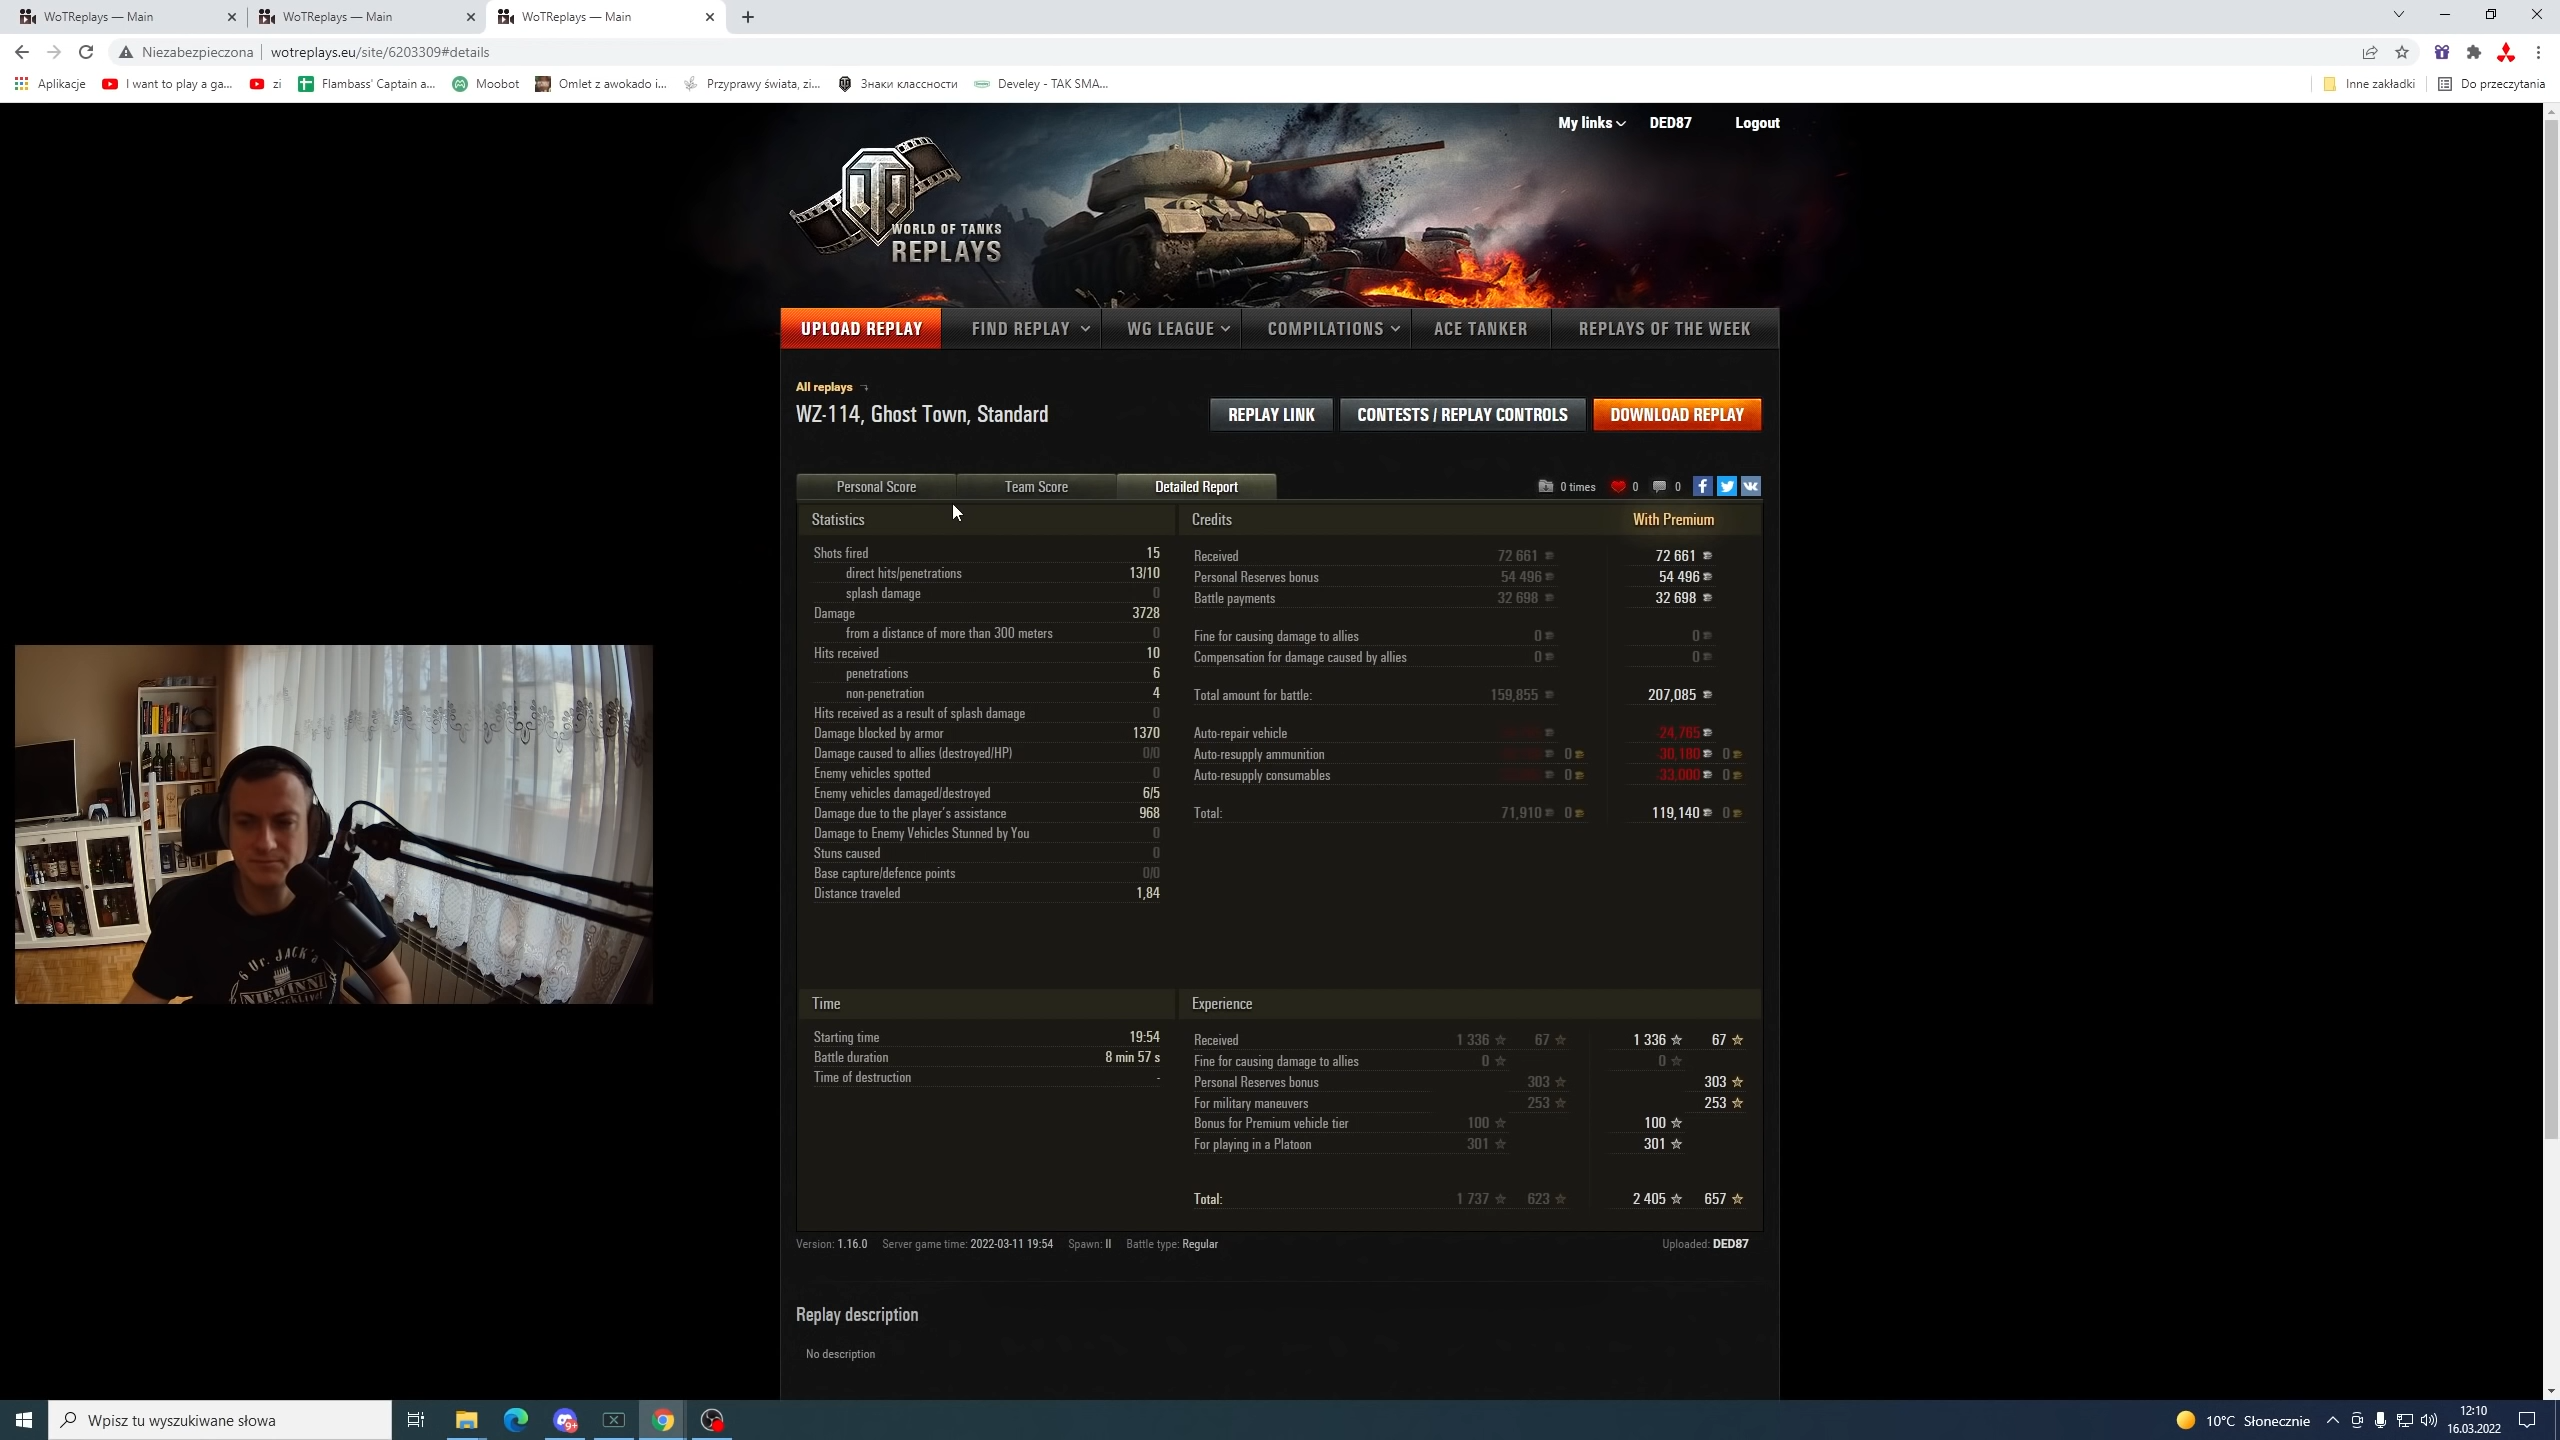 WoTReplays — Main
WoTReplays — Main
WoTReplays — Main
Niezabezpieczona
wotreplays.eu/site/6203309#details
Aplikacje
I want to play a ga...
zi
Flambass' Captain a...
Moobot
Omlet z awokado i...
Przyprawy świata, zi...
Знаки классности
Develey - TAK SMA...
Inne zakładki
Do przeczytania
My links
DED87
Logout
WORLD OF TANKS
REPLAYS
UPLOAD REPLAY
FIND REPLAY
WG LEAGUE
COMPILATIONS
ACE TANKER
REPLAYS OF THE WEEK
All replays
WZ-114, Ghost Town, Standard
REPLAY LINK
CONTESTS / REPLAY CONTROLS
DOWNLOAD REPLAY
Personal Score
Team Score
Detailed Report
0 times
0
0
Statistics
Shots fired 15
direct hits/penetrations 13/10
splash damage 0
Damage 3728
from a distance of more than 300 meters 0
Hits received 10
penetrations 6
non-penetration 4
Hits received as a result of splash damage 0
Damage blocked by armor 1370
Damage caused to allies (destroyed/HP) 0/0
Enemy vehicles spotted 0
Enemy vehicles damaged/destroyed 6/5
Damage due to the player's assistance 968
Damage to Enemy Vehicles Stunned by You 0
Stuns caused 0
Base capture/defence points 0/0
Distance traveled 1,84
Credits With Premium
Received 72 661 72 661
Personal Reserves bonus 54 496 54 496
Battle payments 32 698 32 698
Fine for causing damage to allies 0 0
Compensation for damage caused by allies 0 0
Total amount for battle: 159,855 207,085
Auto-repair vehicle -24,765
Auto-resupply ammunition 0 -30,180 0
Auto-resupply consumables 0 -33,000 0
Total: 71,910 0 119,140 0
Time
Starting time 19:54
Battle duration 8 min 57 s
Time of destruction -
Experience
Received 1 336 67 1 336 67
Fine for causing damage to allies 0 0
Personal Reserves bonus 303 303
For military maneuvers 253 253
Bonus for Premium vehicle tier 100 100
For playing in a Platoon 301 301
Total: 1 737 623 2 405 657
Version: 1.16.0 Server game time: 2022-03-11 19:54 Spawn: II Battle type: Regular
Uploaded: DED87
Replay description
No description
6 Ur. JACK'a
NIEWINNI
Wpisz tu wyszukiwane słowa
9+
10°C Słonecznie
12:10
16.03.2022